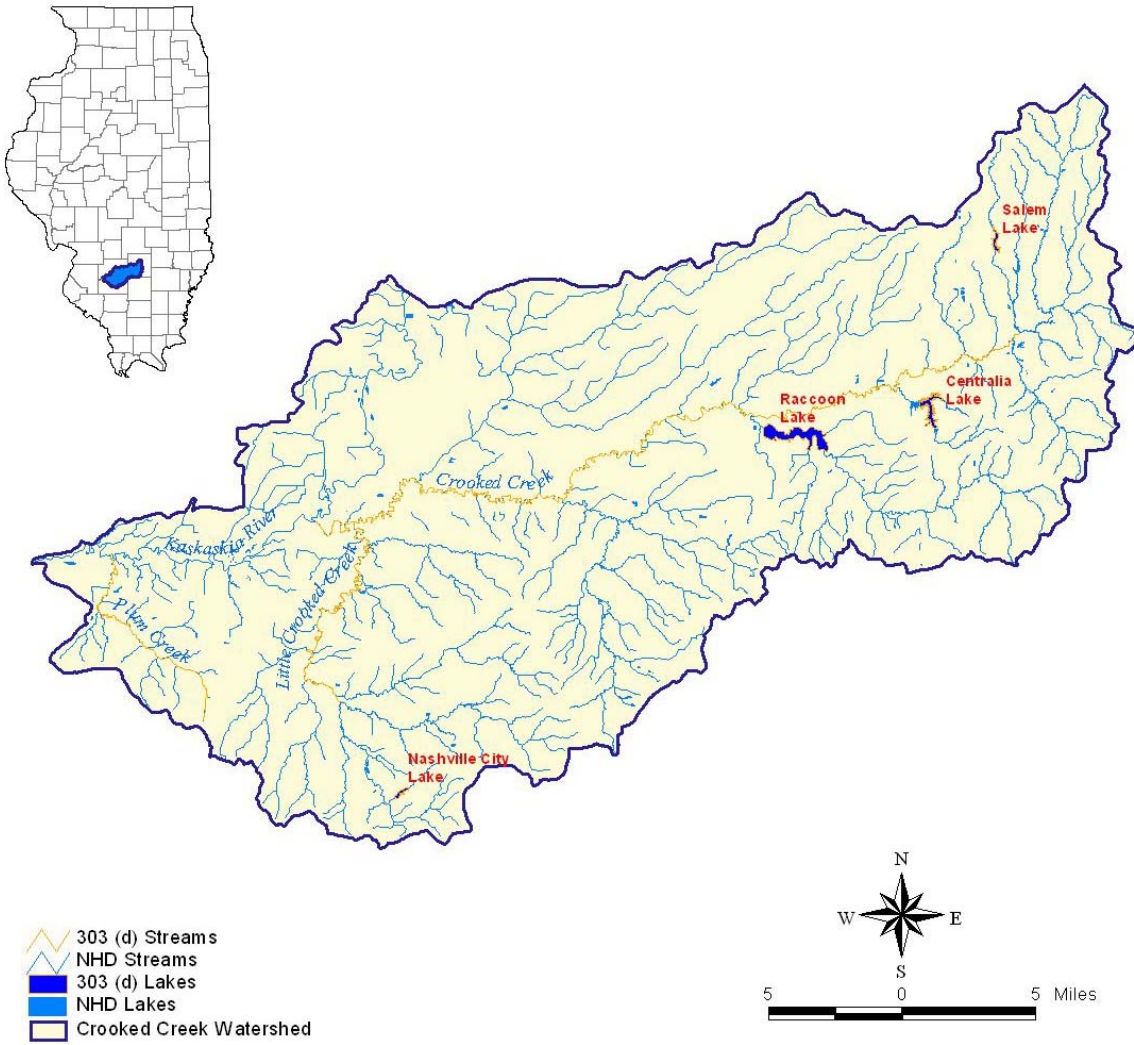 Salem
Lake
Centralia
Lake
Raccoon
Lake
Crooked Creek
Kaskaskia River
Little Crooked Creek
Plum Creek
Nashville City
Lake
303 (d) Streams
NHD Streams
303 (d) Lakes
NHD Lakes
Crooked Creek Watershed
N
W
E
S
5 0 5 Miles